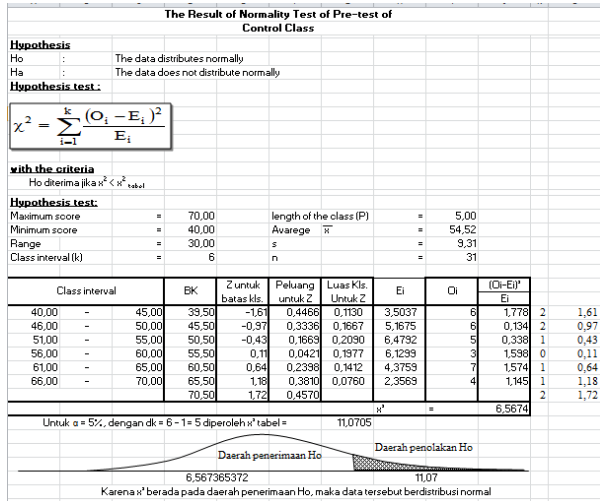 The Result of Normality Test of Pre-test of
Control Class
Hypothesis
Ho : The data distributes normally
Ha : The data does not distribute normally
Hypothesis test :
χ² = Σ (O_i − E_i)² / E_i
k
i=1
with the criteria
Ho diterima jika x² < x² tabel
Hypothesis test:
Maximum score = 70,00 length of the class (P) = 5,00
Minimum score = 40,00 Avarege x̄ = 54,52
Range = 30,00 s = 9,31
Class interval (k) = 6 n = 31
Class interval BK Z untuk batas kls. Peluang untuk Z Luas Kls. Untuk Z Ei Oi (Oi-Ei)² Ei
40,00 - 45,00 39,50 -1,61 0,4466 0,1130 3,5037 6 1,778 2 1,61
46,00 - 50,00 45,50 -0,97 0,3336 0,1667 5,1675 6 0,134 2 0,97
51,00 - 55,00 50,50 -0,43 0,1669 0,2090 6,4792 5 0,338 1 0,43
56,00 - 60,00 55,50 0,11 0,0421 0,1977 6,1299 3 1,598 0 0,11
61,00 - 65,00 60,50 0,64 0,2398 0,1412 4,3759 7 1,574 1 0,64
66,00 - 70,00 65,50 1,18 0,3810 0,0760 2,3569 4 1,145 1 1,18
70,50 1,72 0,4570 2 1,72
x² = 6,5674
Untuk α = 5%, dengan dk = 6 - 1 = 5 diperoleh x² tabel = 11,0705
Daerah penerimaan Ho Daerah penolakan Ho
6,567365372 11,07
Karena x² berada pada daerah penerimaan Ho, maka data tersebut berdistribusi normal